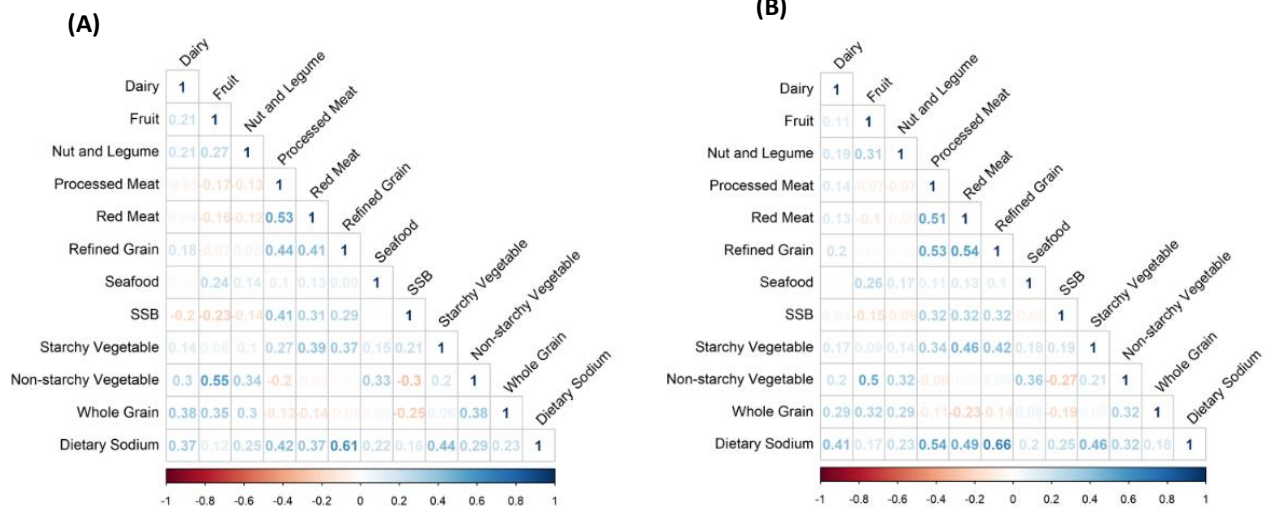 (A)
Dairy
Fruit
Nut and Legume
Processed Meat
Red Meat
Refined Grain
Seafood
SSB
Starchy Vegetable
Non-starchy Vegetable
Whole Grain
Dietary Sodium
Dairy 1
Fruit 0.21 1
Nut and Legume 0.21 0.27 1
Processed Meat -0.17 -0.13 1
Red Meat -0.16 -0.12 0.53 1
Refined Grain 0.18 0.44 0.41 1
Seafood 0.24 0.14 0.1 0.13 0.09 1
SSB -0.2 -0.23 -0.14 0.41 0.31 0.29 1
Starchy Vegetable 0.14 0.06 0.1 0.27 0.39 0.37 0.15 0.21 1
Non-starchy Vegetable 0.3 0.55 0.34 -0.2 0.33 -0.3 0.2 1
Whole Grain 0.38 0.35 0.3 -0.12 -0.14 -0.25 0.38 1
Dietary Sodium 0.37 0.12 0.25 0.42 0.37 0.61 0.22 0.16 0.44 0.29 0.23 1
-1 -0.8 -0.6 -0.4 -0.2 0 0.2 0.4 0.6 0.8 1
(B)
Dairy
Fruit
Nut and Legume
Processed Meat
Red Meat
Refined Grain
Seafood
SSB
Starchy Vegetable
Non-starchy Vegetable
Whole Grain
Dietary Sodium
Dairy 1
Fruit 0.11 1
Nut and Legume 0.19 0.31 1
Processed Meat 0.14 -0.07 -0.07 1
Red Meat 0.13 -0.1 0.51 1
Refined Grain 0.2 0.53 0.54 1
Seafood 0.26 0.17 0.11 0.13 0.1 1
SSB -0.15 0.32 0.32 0.32 1
Starchy Vegetable 0.17 0.09 0.14 0.34 0.46 0.42 0.18 0.19 1
Non-starchy Vegetable 0.2 0.5 0.32 -0.08 0.36 -0.27 0.21 1
Whole Grain 0.29 0.32 0.29 -0.11 -0.23 -0.14 -0.19 0.32 1
Dietary Sodium 0.41 0.17 0.23 0.54 0.49 0.66 0.2 0.25 0.46 0.32 0.18 1
-1 -0.8 -0.6 -0.4 -0.2 0 0.2 0.4 0.6 0.8 1